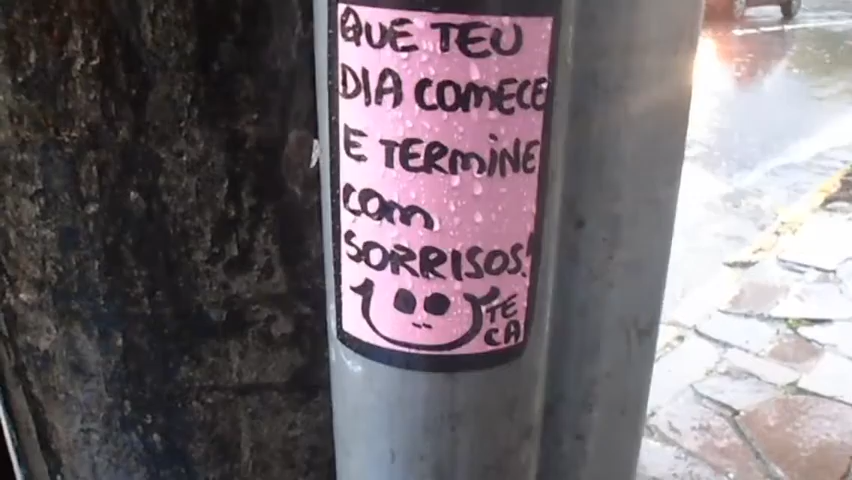 QUE TEU
DIA COMECE
E TERMINE
COM
SORRISOS!
TE
CA